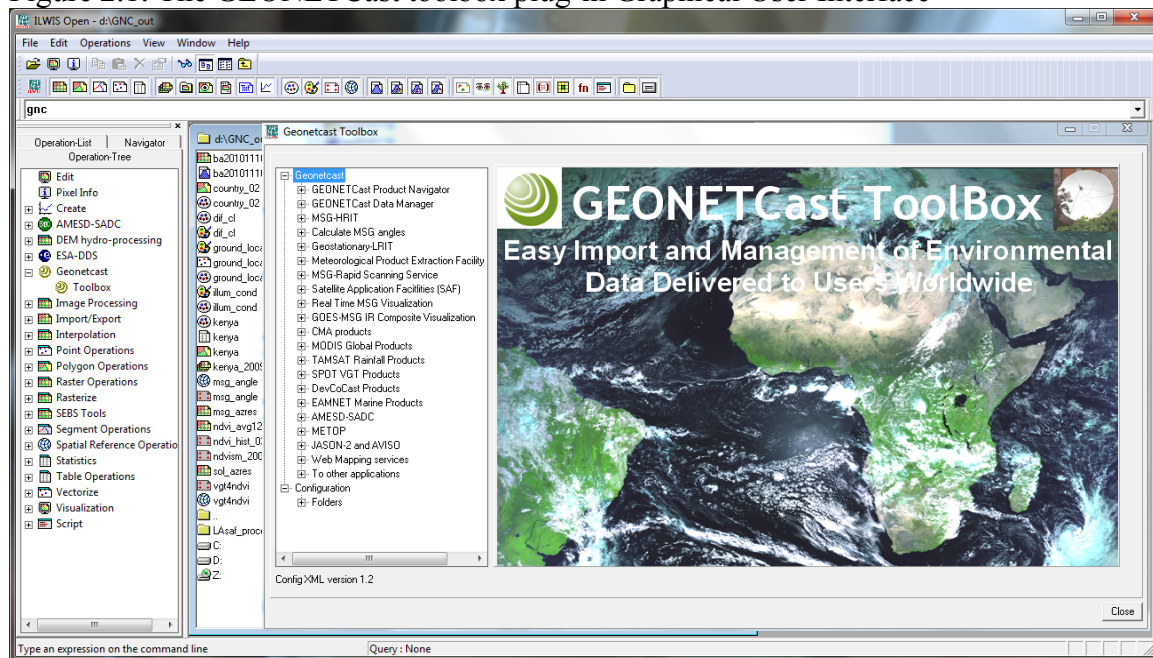 Figure 2.1: The GEONETCast toolbox plug-in Graphical User Interface
ILWIS Open - d:\GNC_out
File Edit Operations View Window Help
gnc
Operation-List Navigator
Operation-Tree
Edit
Pixel Info
Create
AMESD-SADC
DEM hydro-processing
ESA-DDS
Geonetcast
Toolbox
Image Processing
Import/Export
Interpolation
Point Operations
Polygon Operations
Raster Operations
Rasterize
SEBS Tools
Segment Operations
Spatial Reference Operatio
Statistics
Table Operations
Vectorize
Visualization
Script
d:\GNC_o
ba2010111
ba2010111
country_02
country_02
dif_cl
dif_cl
ground_loca
ground_loca
ground_loca
illum_cond
illum_cond
kenya
kenya
kenya
kenya_2009
msg_angle
msg_angle
msg_azres
ndvi_avg12
ndvi_hist_0
ndvism_200
sol_azres
vgt4ndvi
vgt4ndvi
..
LAsaf_proc
C:
D:
Z:
Geonetcast Toolbox
Geonetcast
GEONETCast Product Navigator
GEONETCast Data Manager
MSG-HRIT
Calculate MSG angles
Geostationary-LRIT
Meteorological Product Extraction Facility
MSG-Rapid Scanning Service
Satellite Application Facitlities (SAF)
Real Time MSG Visualization
GOES-MSG IR Composite Visualization
CMA products
MODIS Global Products
TAMSAT Rainfall Products
SPOT VGT Products
DevCoCast Products
EAMNET Marine Products
AMESD-SADC
METOP
JASON-2 and AVISO
Web Mapping services
To other applications
Configuration
Folders
GEONETCast ToolBox
Easy Import and Management of Environmental
Data Delivered to Users Worldwide
Config XML version 1.2
Close
Type an expression on the command line Query : None